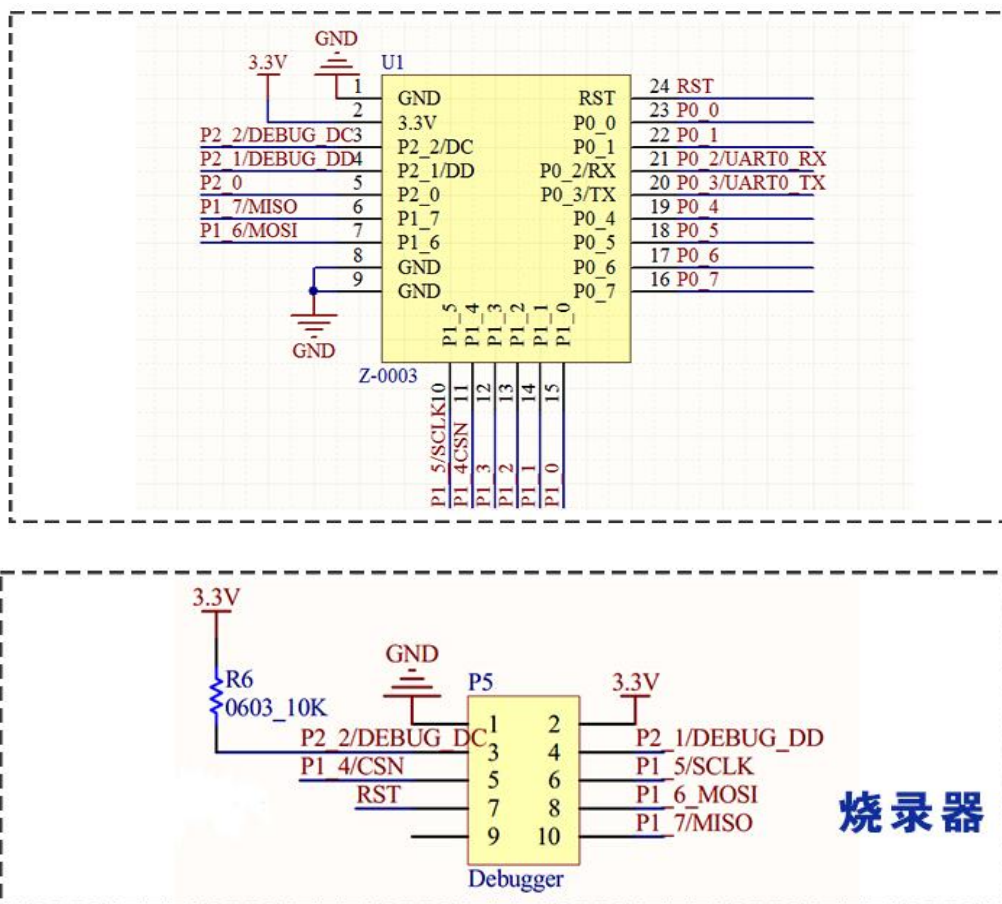 GND
3.3V
U1
1
GND
RST
24 RST
2
3.3V
P0_0
23 P0_0
P2_2/DEBUG_DC3
P2_2/DC
P0_1
22 P0_1
P2_1/DEBUG_DD4
P2_1/DD
P0_2/RX
21 P0_2/UART0_RX
P2_0
5
P2_0
P0_3/TX
20 P0_3/UART0_TX
P1_7/MISO
6
P1_7
P0_4
19 P0_4
P1_6/MOSI
7
P1_6
P0_5
18 P0_5
8
GND
P0_6
17 P0_6
9
GND
P0_7
16 P0_7
GND
P1_5
P1_4
P1_3
P1_2
P1_1
P1_0
Z-0003
P1_5/SCLK10
P1_4CSN 11
P1_3 12
P1_2 13
P1_1 14
P1_0 15
3.3V
R6
0603_10K
GND
P5
3.3V
1 2
P2_2/DEBUG_DC
3 4
P2_1/DEBUG_DD
P1_4/CSN
5 6
P1_5/SCLK
RST
7 8
P1_6_MOSI
9 10
P1_7/MISO
Debugger
烧录器